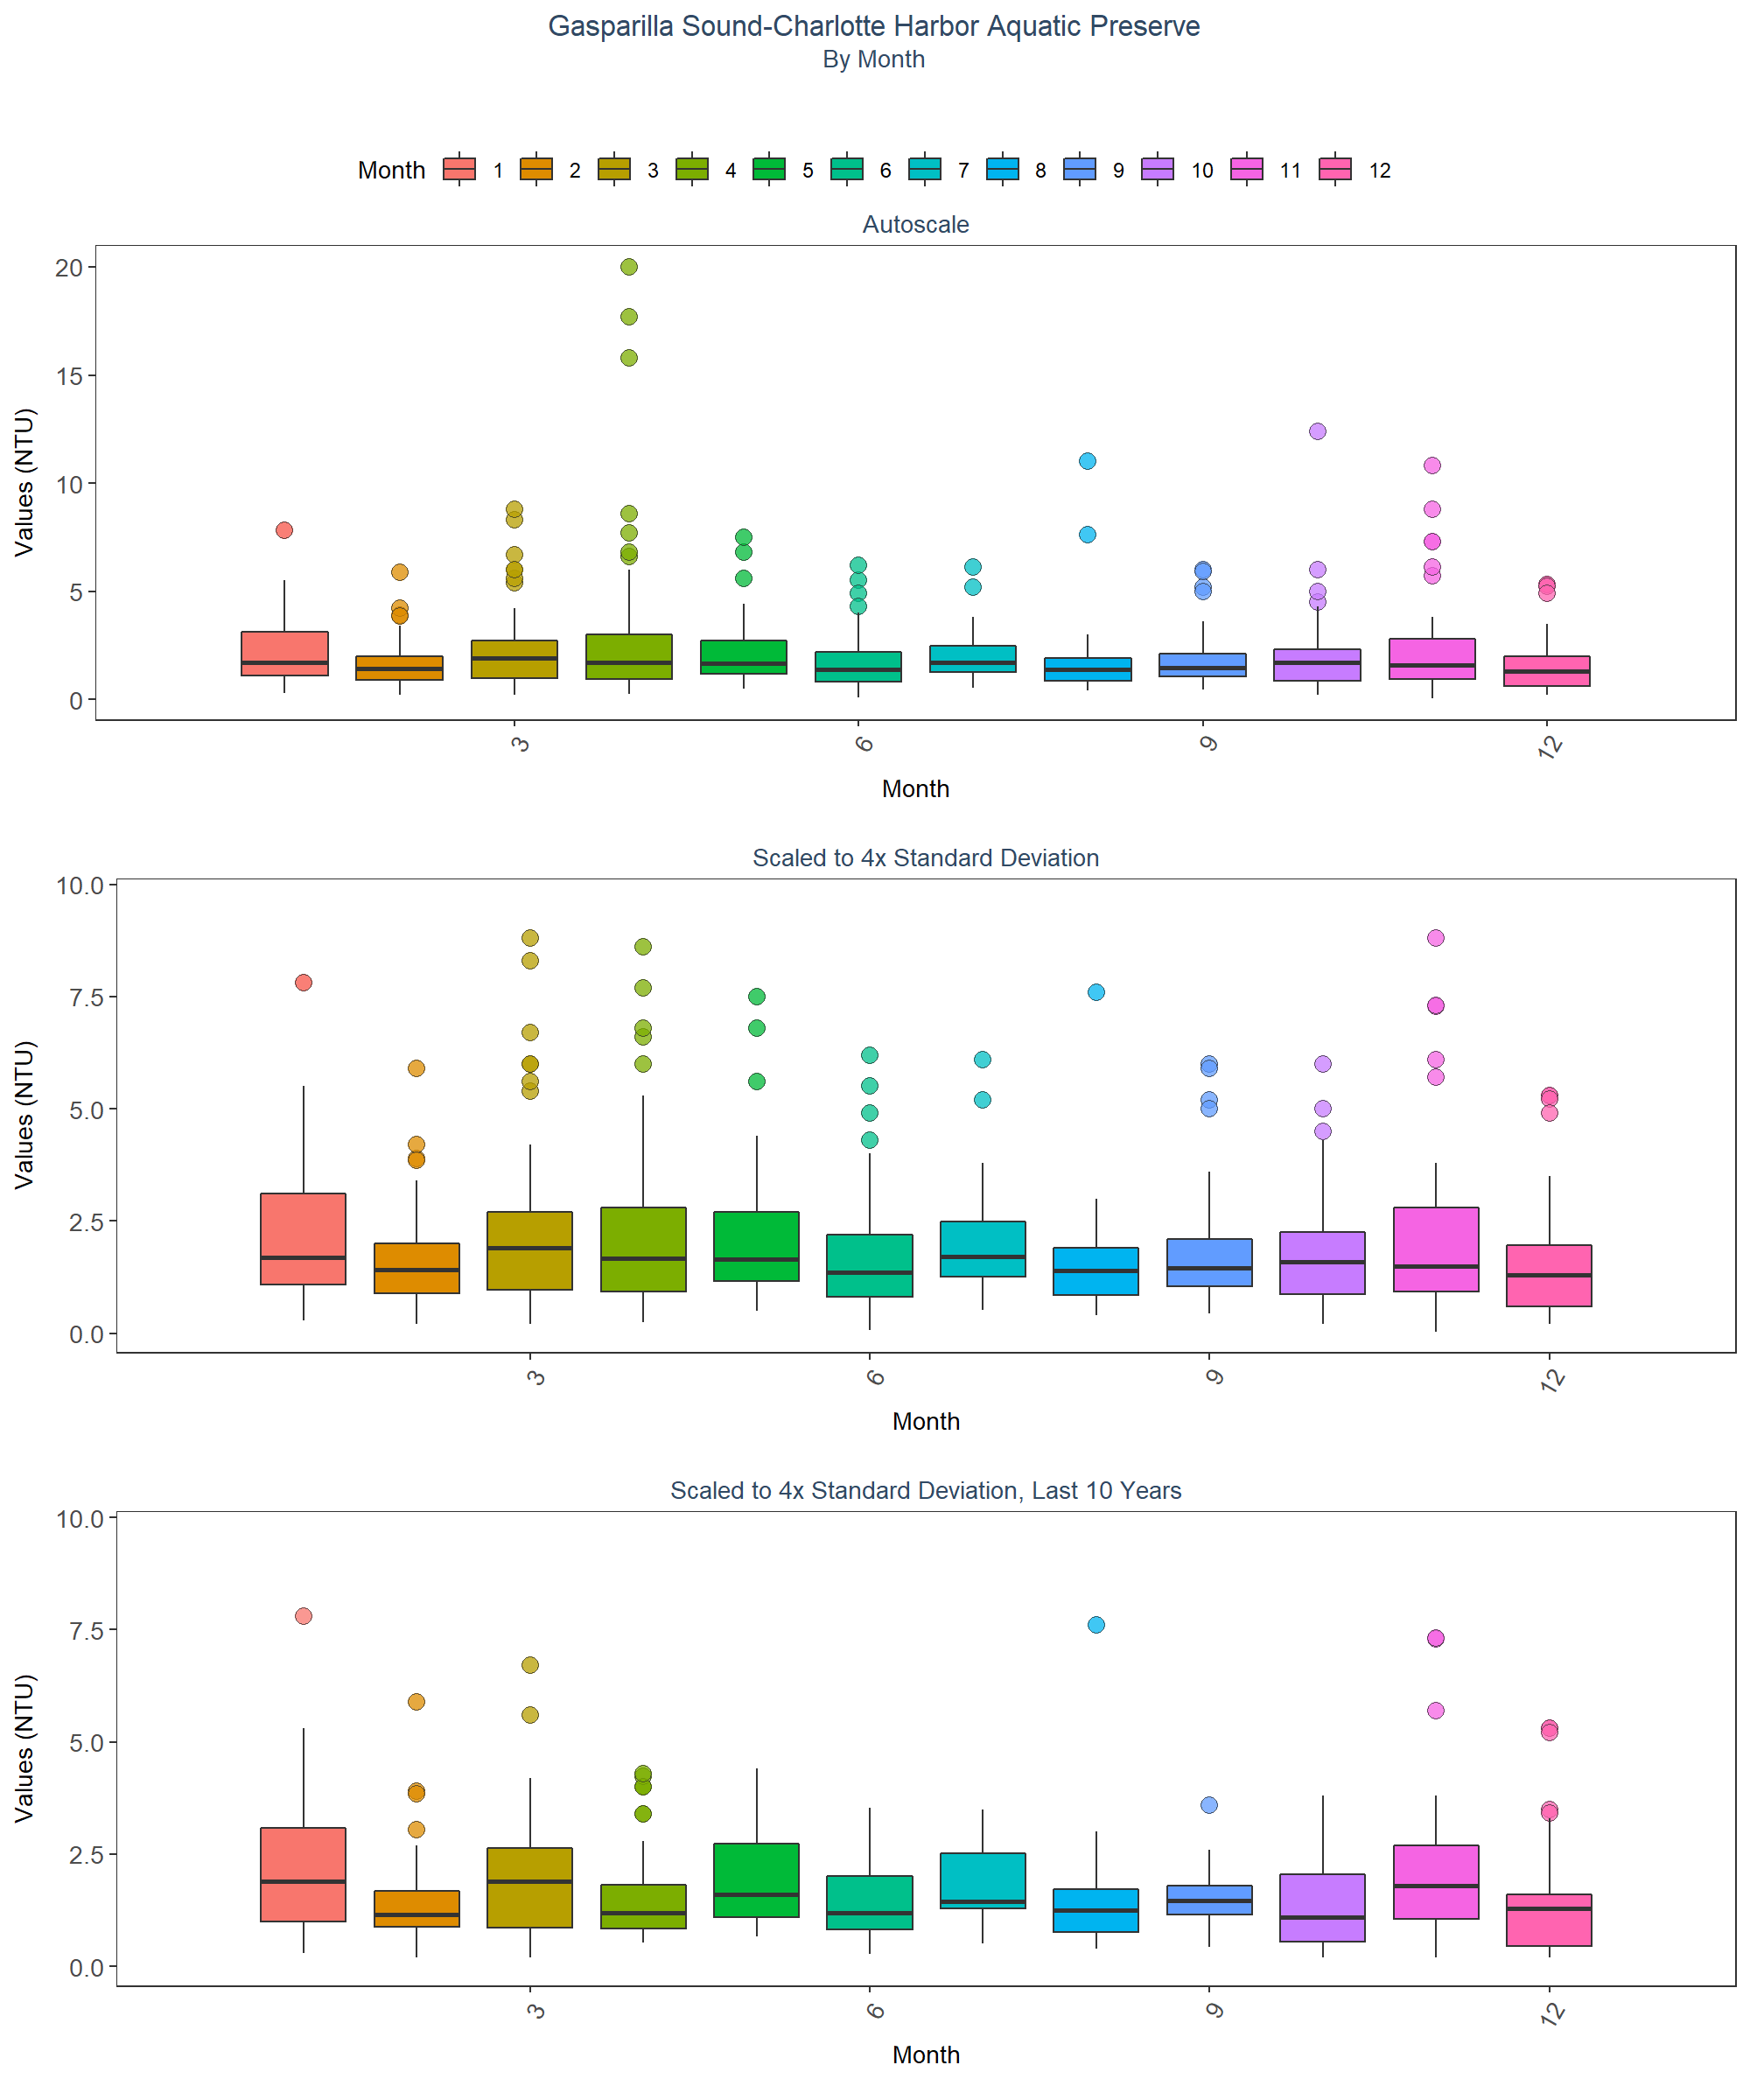 Gasparilla Sound-Charlotte Harbor Aquatic Preserve
By Month
Month 1 2 3 4 5 6 7 8 9 10 11 12
Autoscale
Values (NTU)
20
15
10
5
0
3 6 9 12
Month
Scaled to 4x Standard Deviation
Values (NTU)
10.0
7.5
5.0
2.5
0.0
3 6 9 12
Month
Scaled to 4x Standard Deviation, Last 10 Years
Values (NTU)
10.0
7.5
5.0
2.5
0.0
3 6 9 12
Month